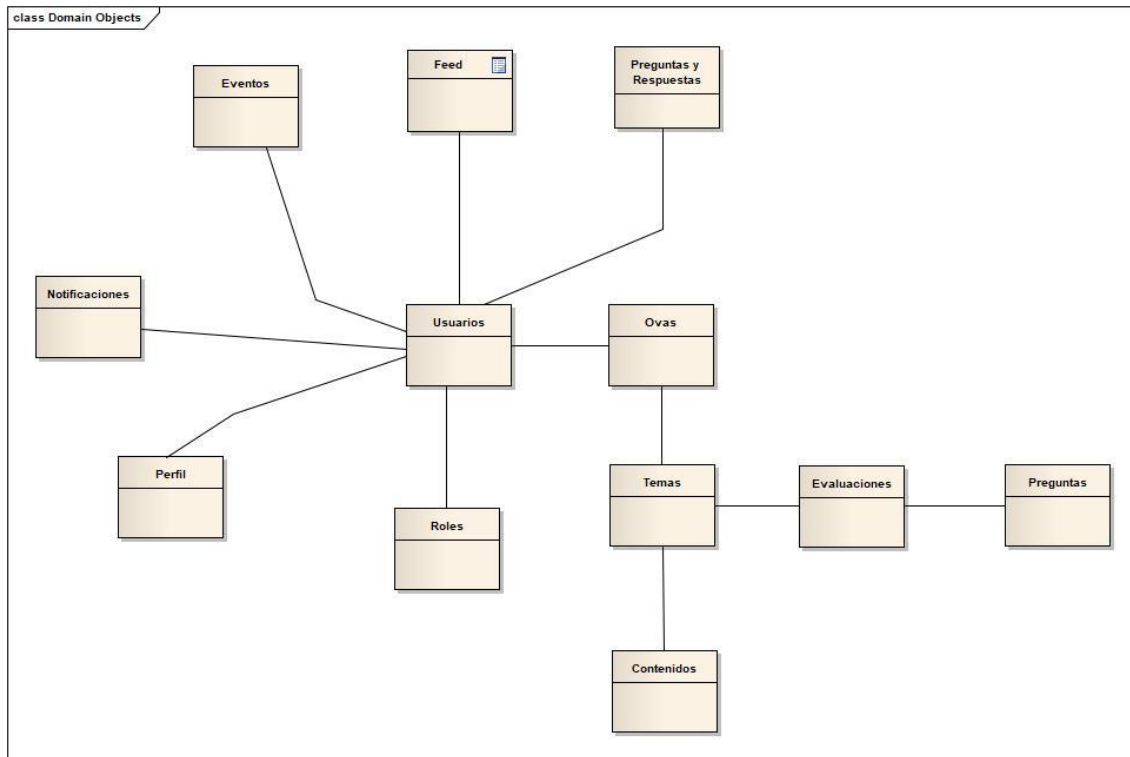 class Domain Objects
Eventos
Feed
Preguntas y
Respuestas
Notificaciones
Usuarios
Ovas
Perfil
Roles
Temas
Evaluaciones
Preguntas
Contenidos